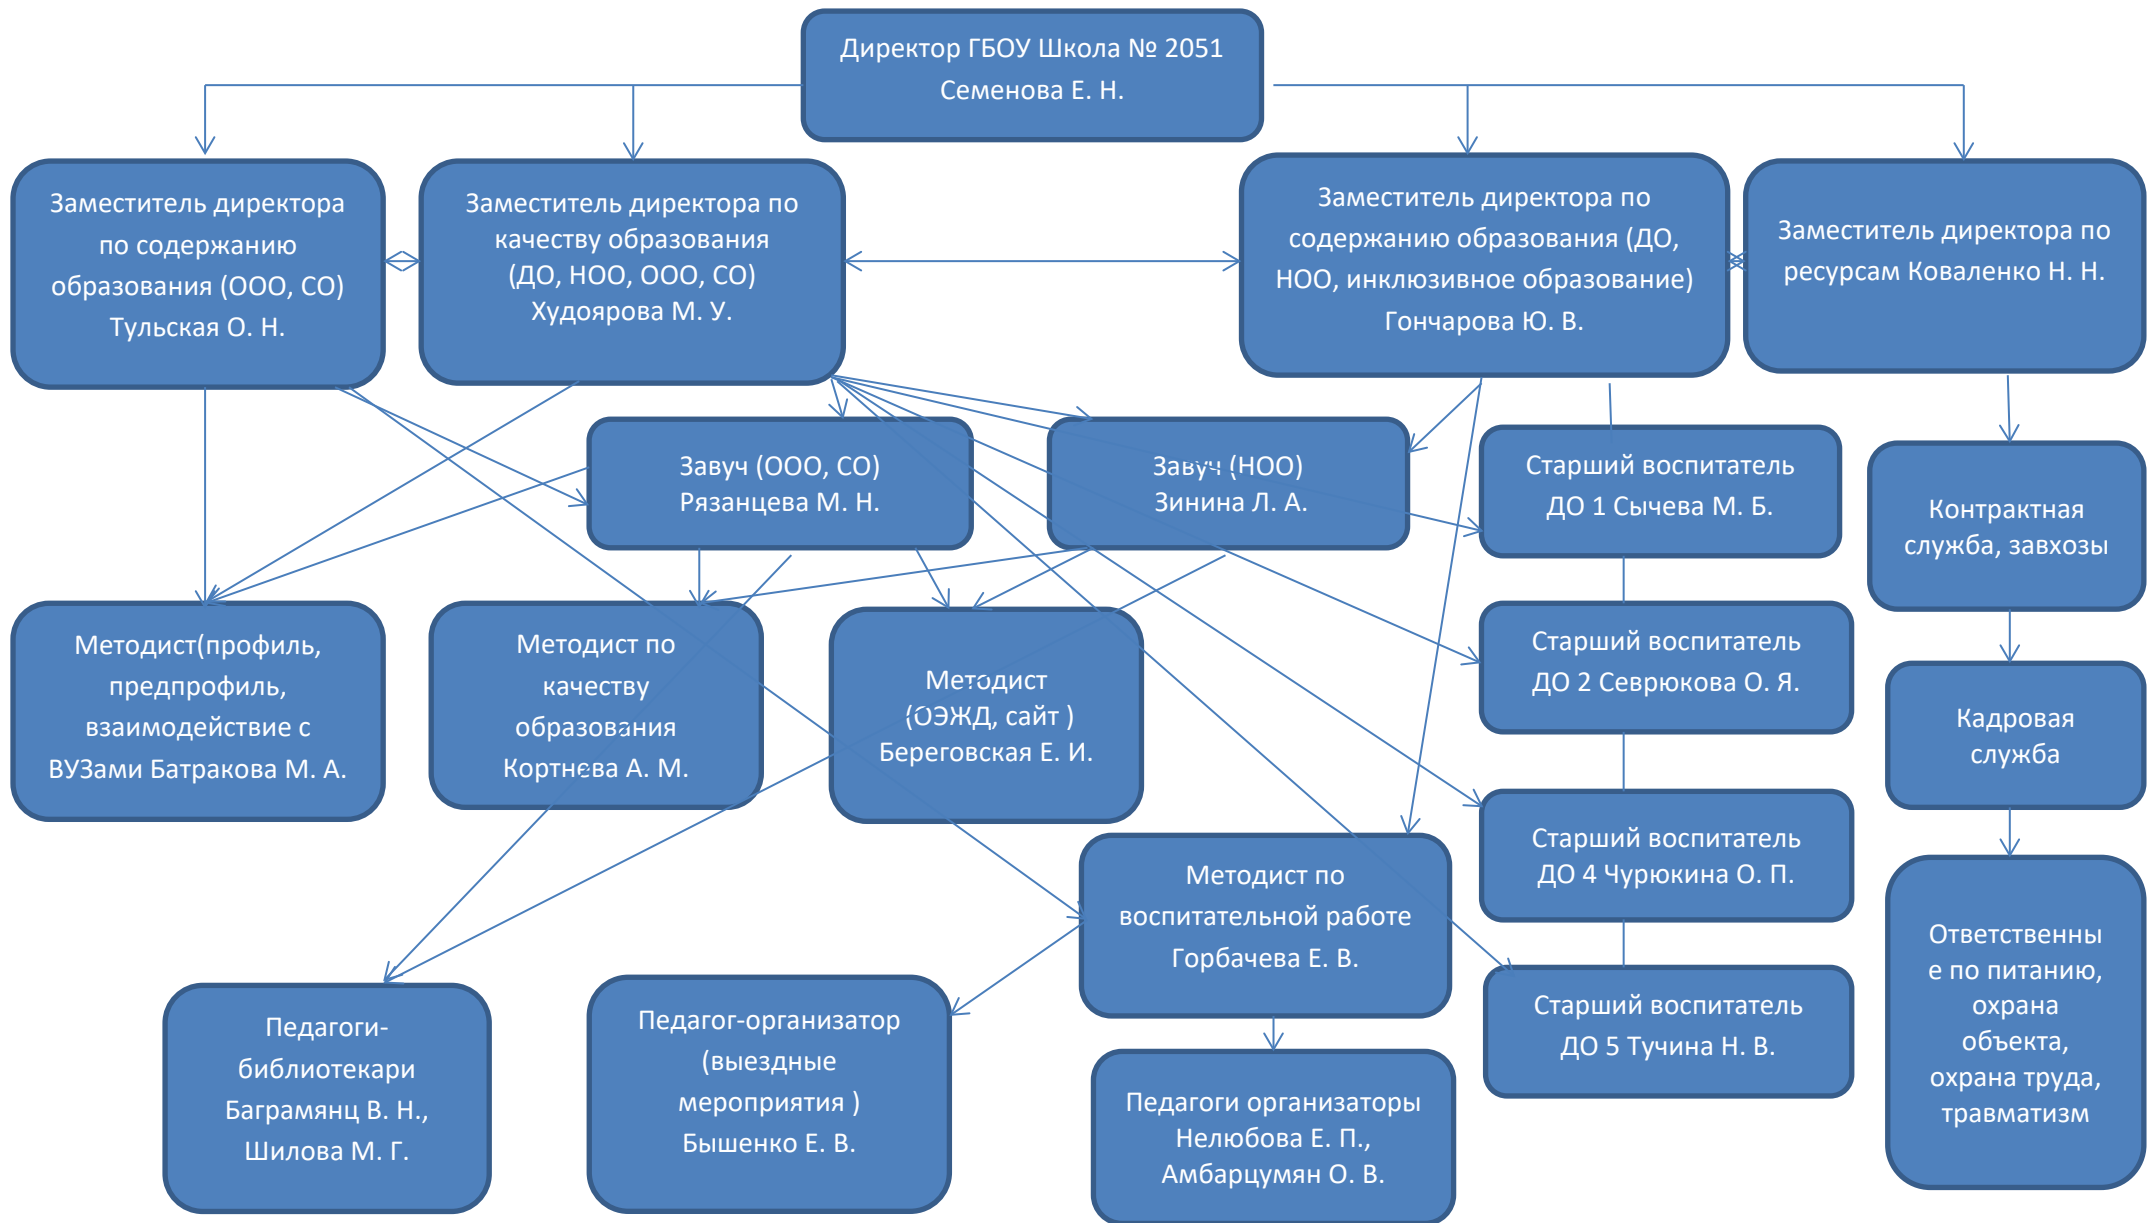 Директор ГБОУ Школа № 2051
Семенова Е. Н.
Заместитель директора
по содержанию
образования (ООО, СО)
Тульская О. Н.
Заместитель директора по
качеству образования
(ДО, НОО, ООО, СО)
Худоярова М. У.
Заместитель директора по
содержанию образования (ДО,
НОО, инклюзивное образование)
Гончарова Ю. В.
Заместитель директора по
ресурсам Коваленко Н. Н.
Завуч (ООО, СО)
Рязанцева М. Н.
Завуч (НОО)
Зинина Л. А.
Старший воспитатель
ДО 1 Сычева М. Б.
Контрактная
служба, завхозы
Методист(профиль,
предпрофиль,
взаимодействие с
ВУЗами Батракова М. А.
Методист по
качеству
образования
Кортнева А. М.
Методист
(ОЭЖД, сайт )
Береговская Е. И.
Старший воспитатель
ДО 2 Севрюкова О. Я.
Кадровая
служба
Старший воспитатель
ДО 4 Чурюкина О. П.
Методист по
воспитательной работе
Горбачева Е. В.
Ответственны
е по питанию,
охрана
объекта,
охрана труда,
травматизм
Педагоги-
библиотекари
Баграмянц В. Н.,
Шилова М. Г.
Педагог-организатор
(выездные
мероприятия )
Бышенко Е. В.
Старший воспитатель
ДО 5 Тучина Н. В.
Педагоги организаторы
Нелюбова Е. П.,
Амбарцумян О. В.